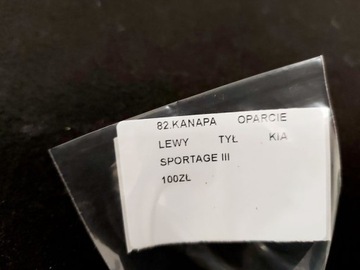 82.KANAPA OPARCIE
LEWY TYŁ KIA
SPORTAGE III
100ZŁ